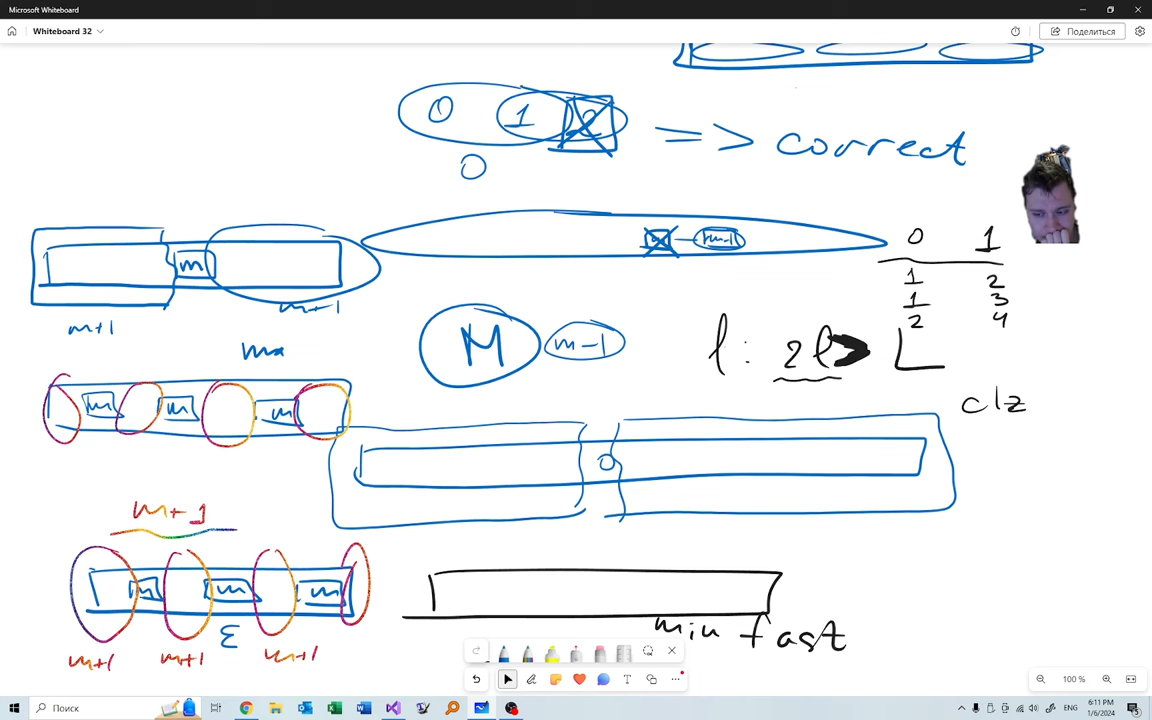 Microsoft Whiteboard
Whiteboard 32
Поделиться
0 1 2
0
=> correct
m
m-1
0 1
1 2
1 3
2 4
m+1
m+1
M
m-1
l: 2l > L
clz
m m m
0
m+1
m m m
m+1 m+1 3 m+1
min fast
T
100 %
Поиск
ENG
6:11 PM
1/6/2024